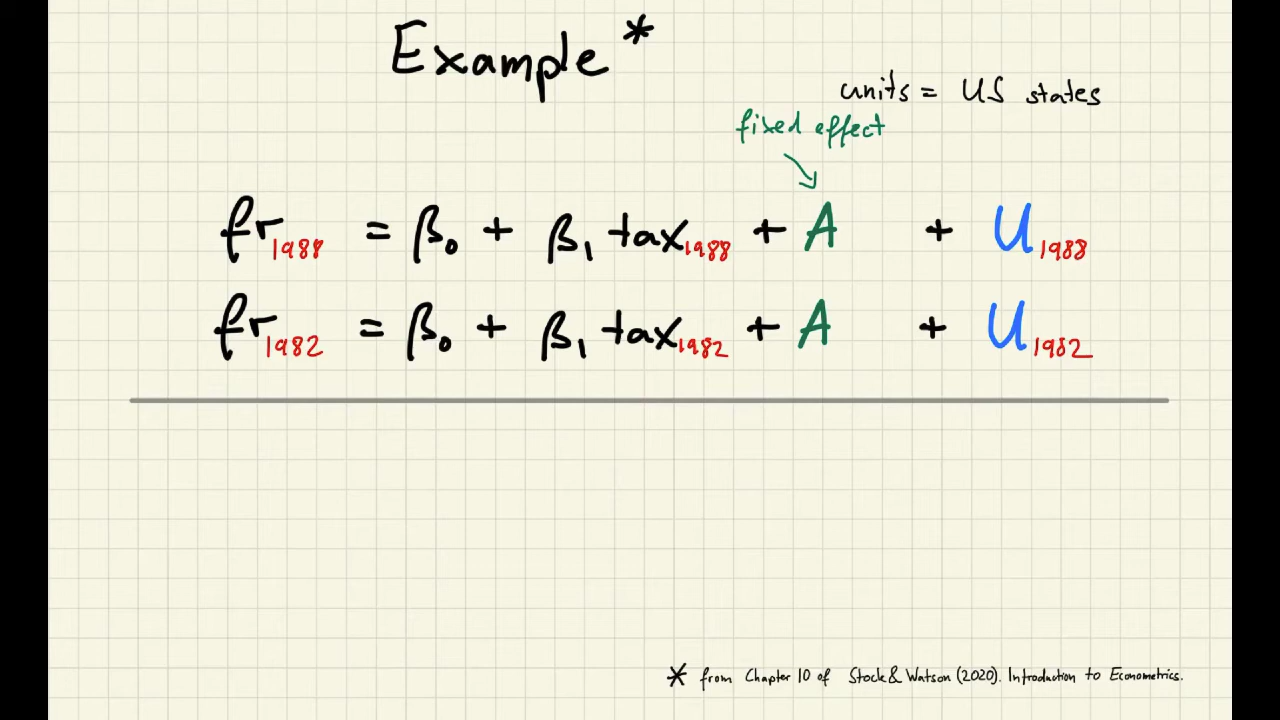 Example *
units = US states
fixed effect
fr₁₉₈₈ = β₀ + β₁ tax₁₉₈₈ + A + U₁₉₈₈
fr₁₉₈₂ = β₀ + β₁ tax₁₉₈₂ + A + U₁₉₈₂
* from Chapter 10 of Stock & Watson (2020). Introduction to Econometrics.